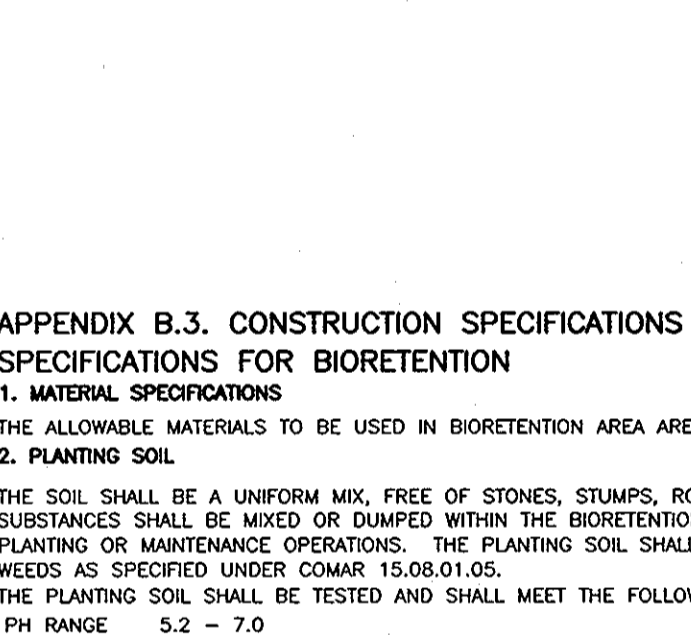 APPENDIX B.3. CONSTRUCTION SPECIFICATIONS
SPECIFICATIONS FOR BIORETENTION
1. MATERIAL SPECIFICATIONS
THE ALLOWABLE MATERIALS TO BE USED IN BIORETENTION AREA ARE
2. PLANTING SOIL
THE SOIL SHALL BE A UNIFORM MIX, FREE OF STONES, STUMPS,
SUBSTANCES SHALL BE MIXED OR DUMPED WITHIN THE
PLANTING OR MAINTENANCE OPERATIONS. THE PLANTING SOIL
WEEDS AS SPECIFIED UNDER COMAR 15.08.01.05.
THE PLANTING SOIL SHALL BE TESTED AND SHALL MEET THE
PH RANGE 5.2 – 7.0